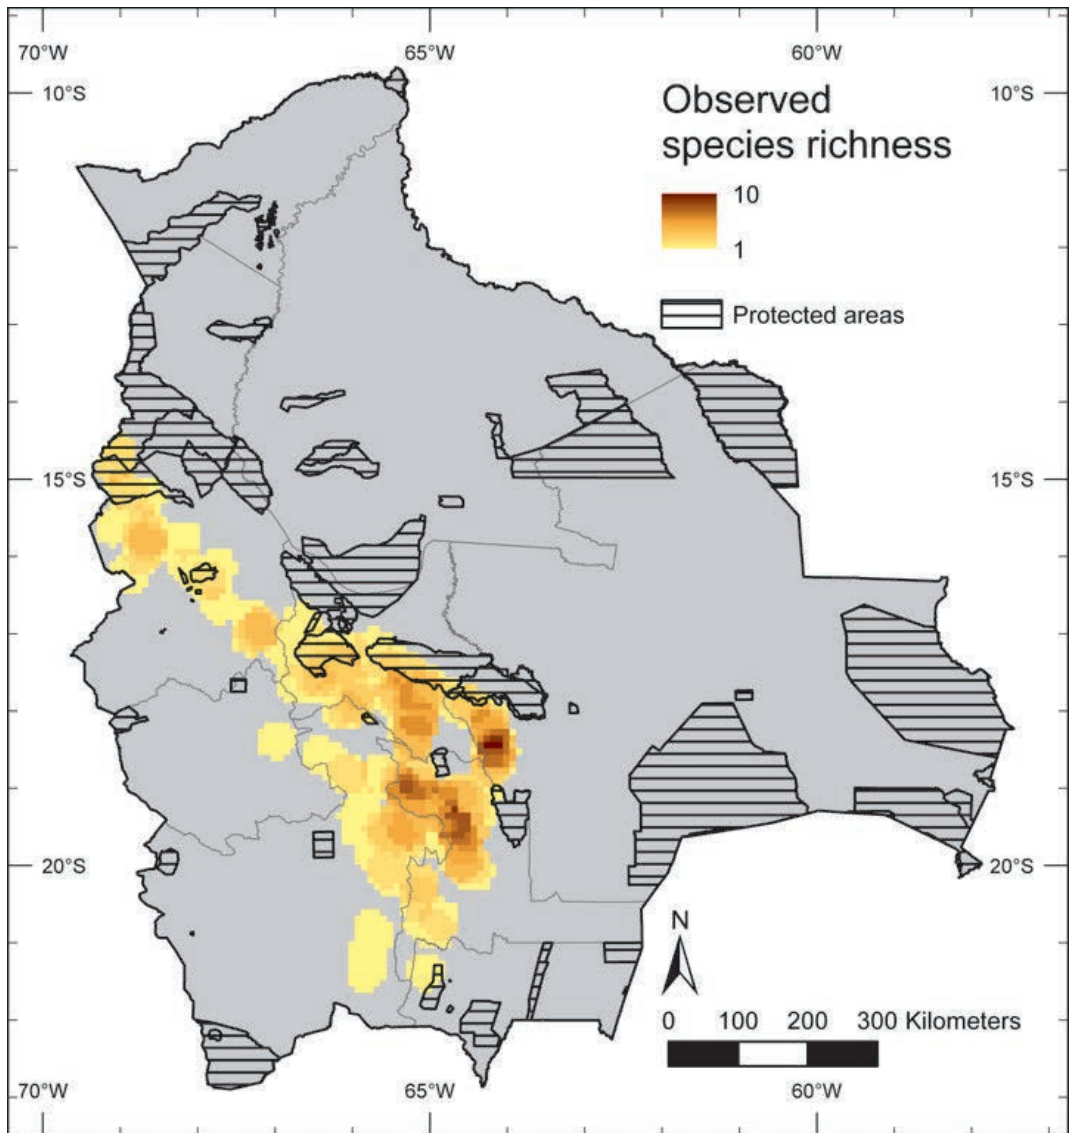 70°W 65°W 60°W
10°S 10°S
Observed
species richness
10
1
Protected areas
15°S 15°S
20°S 20°S
N
0 100 200 300 Kilometers
70°W 65°W 60°W